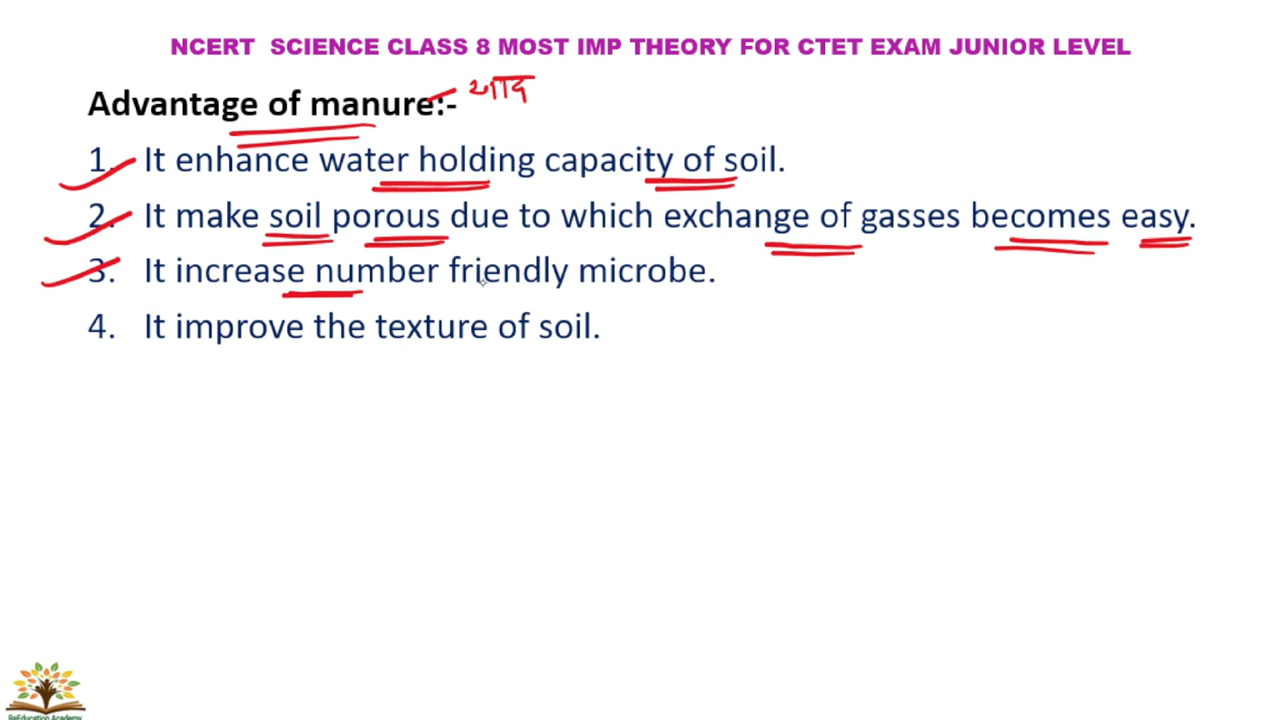 NCERT SCIENCE CLASS 8 MOST IMP THEORY FOR CTET EXAM JUNIOR LEVEL
Advantage of manure:- खाद
1. It enhance water holding capacity of soil.
2. It make soil porous due to which exchange of gasses becomes easy.
3. It increase number friendly microbe.
4. It improve the texture of soil.
BeEducation Academy